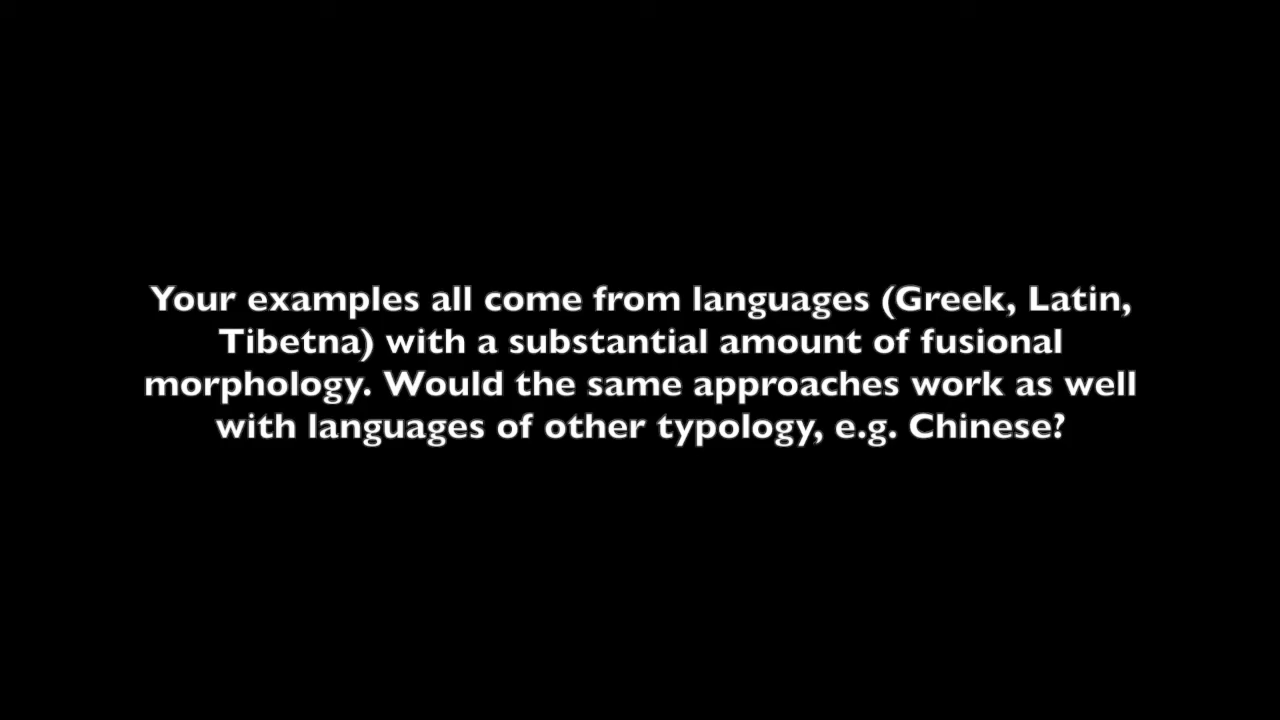 Your examples all come from languages (Greek, Latin,
Tibetna) with a substantial amount of fusional
morphology. Would the same approaches work as well
with languages of other typology, e.g. Chinese?